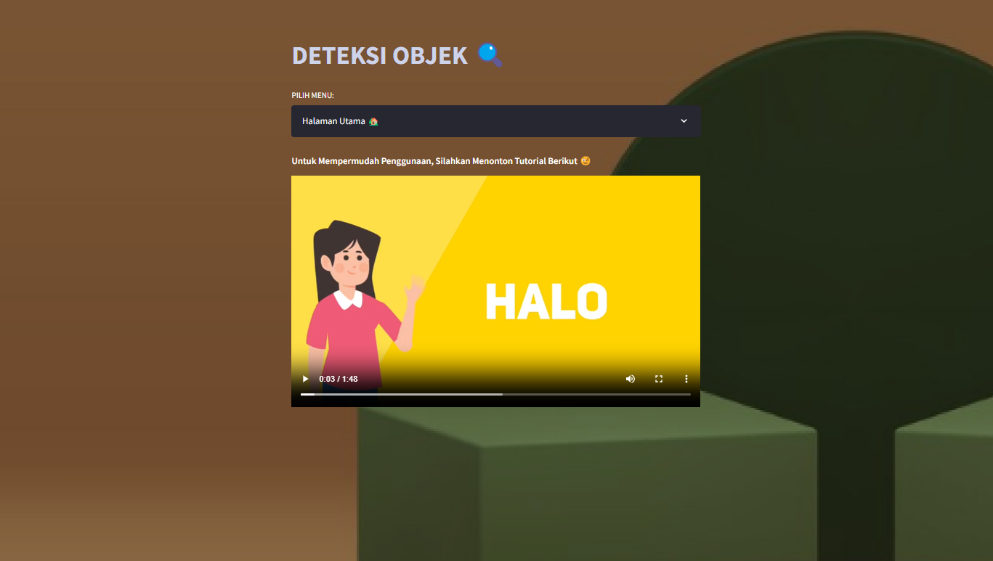 DETEKSI OBJEK
PILIH MENU:
Halaman Utama
Untuk Mempermudah Penggunaan, Silahkan Menonton Tutorial Berikut
HALO
0:03 / 1:48